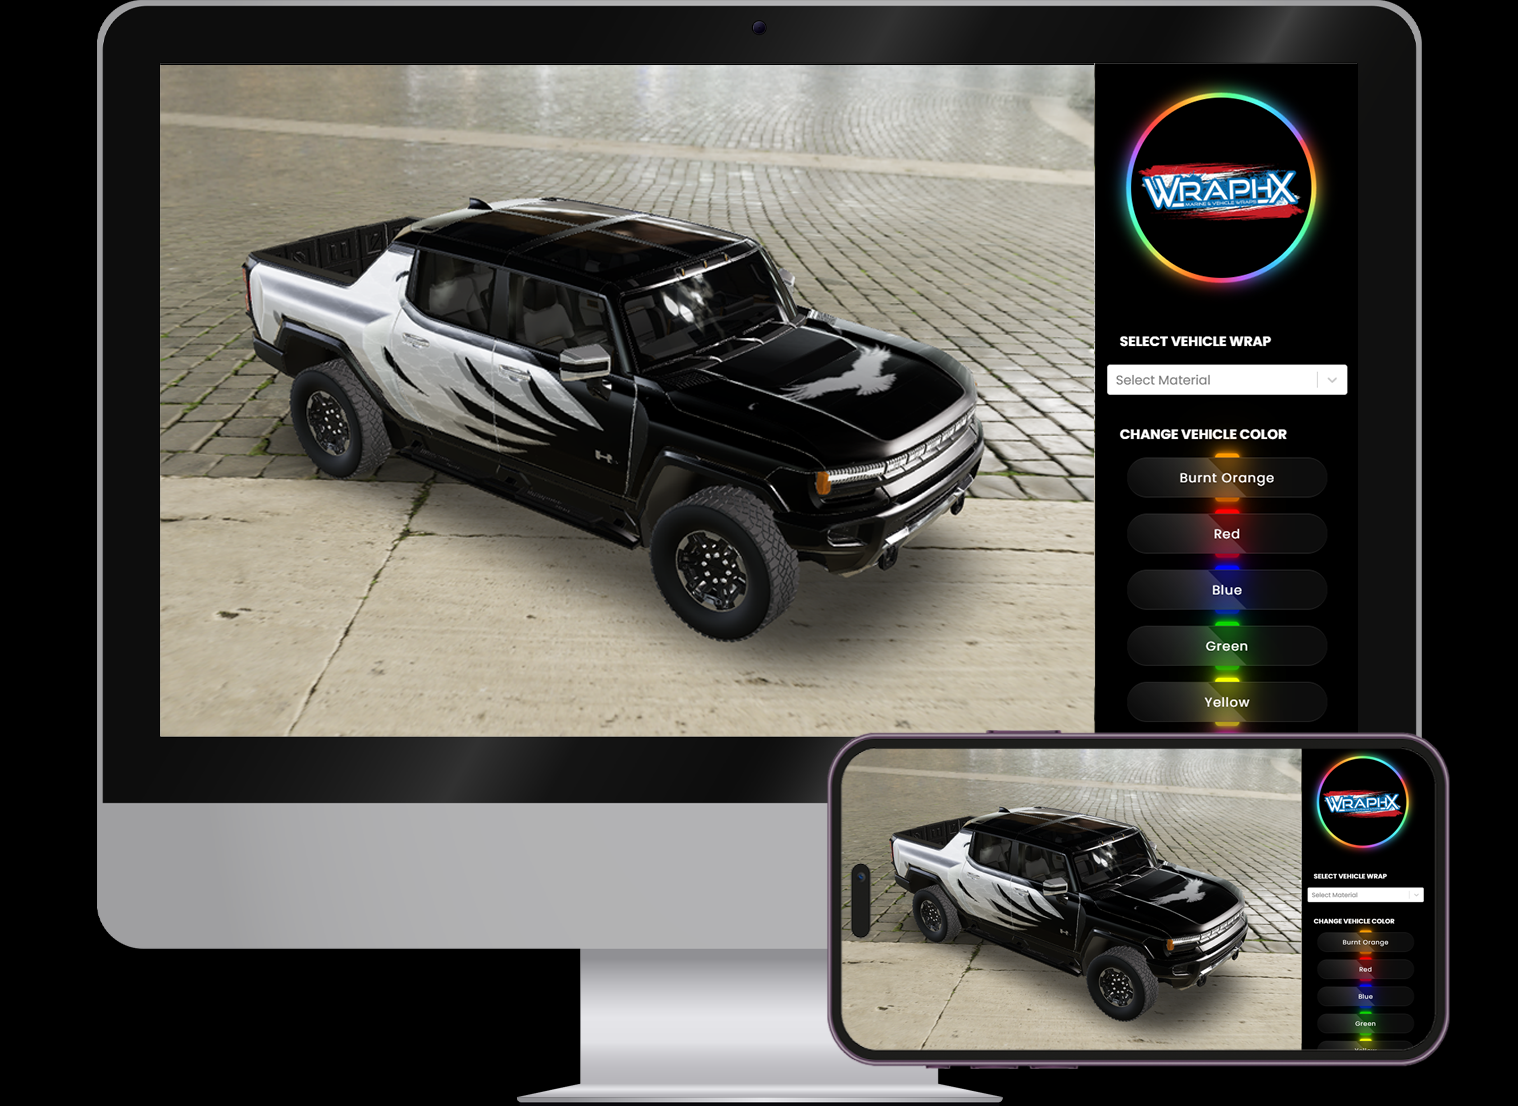 WRAPHX
MARINE & VEHICLE WRAPS
SELECT VEHICLE WRAP
Select Material
CHANGE VEHICLE COLOR
Burnt Orange
Red
Blue
Green
Yellow
WRAPHX
SELECT VEHICLE WRAP
Select Material
CHANGE VEHICLE COLOR
Burnt Orange
Red
Blue
Green
Yellow